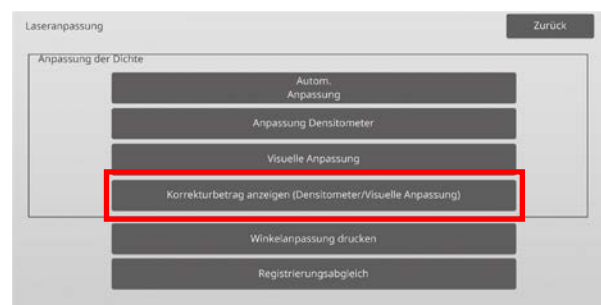 Laseranpassung
Zurück
Anpassung der Dichte
Autom.
Anpassung
Anpassung Densitometer
Visuelle Anpassung
Korrekturbetrag anzeigen (Densitometer/Visuelle Anpassung)
Winkelanpassung drucken
Registrierungsabgleich